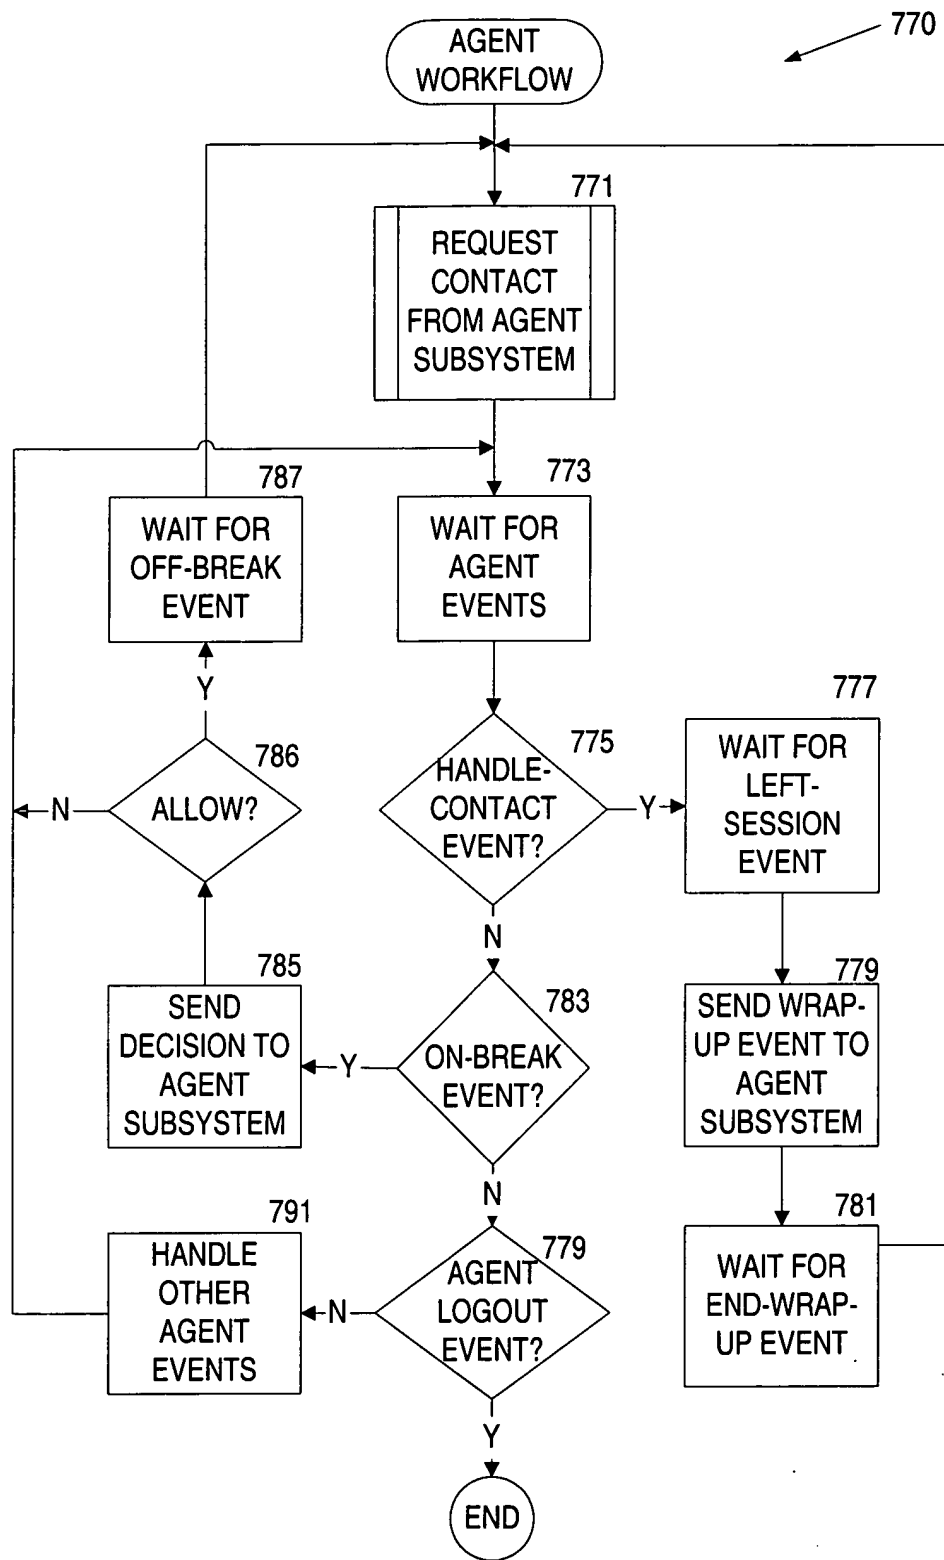 770
AGENT
WORKFLOW
771
REQUEST
CONTACT
FROM AGENT
SUBSYSTEM
787
WAIT FOR
OFF-BREAK
EVENT
773
WAIT FOR
AGENT
EVENTS
Y
786
ALLOW?
N
775
HANDLE-
CONTACT
EVENT?
Y
777
WAIT FOR
LEFT-
SESSION
EVENT
N
785
SEND
DECISION TO
AGENT
SUBSYSTEM
Y
783
ON-BREAK
EVENT?
779
SEND WRAP-
UP EVENT TO
AGENT
SUBSYSTEM
N
791
HANDLE
OTHER
AGENT
EVENTS
N
779
AGENT
LOGOUT
EVENT?
781
WAIT FOR
END-WRAP-
UP EVENT
Y
END